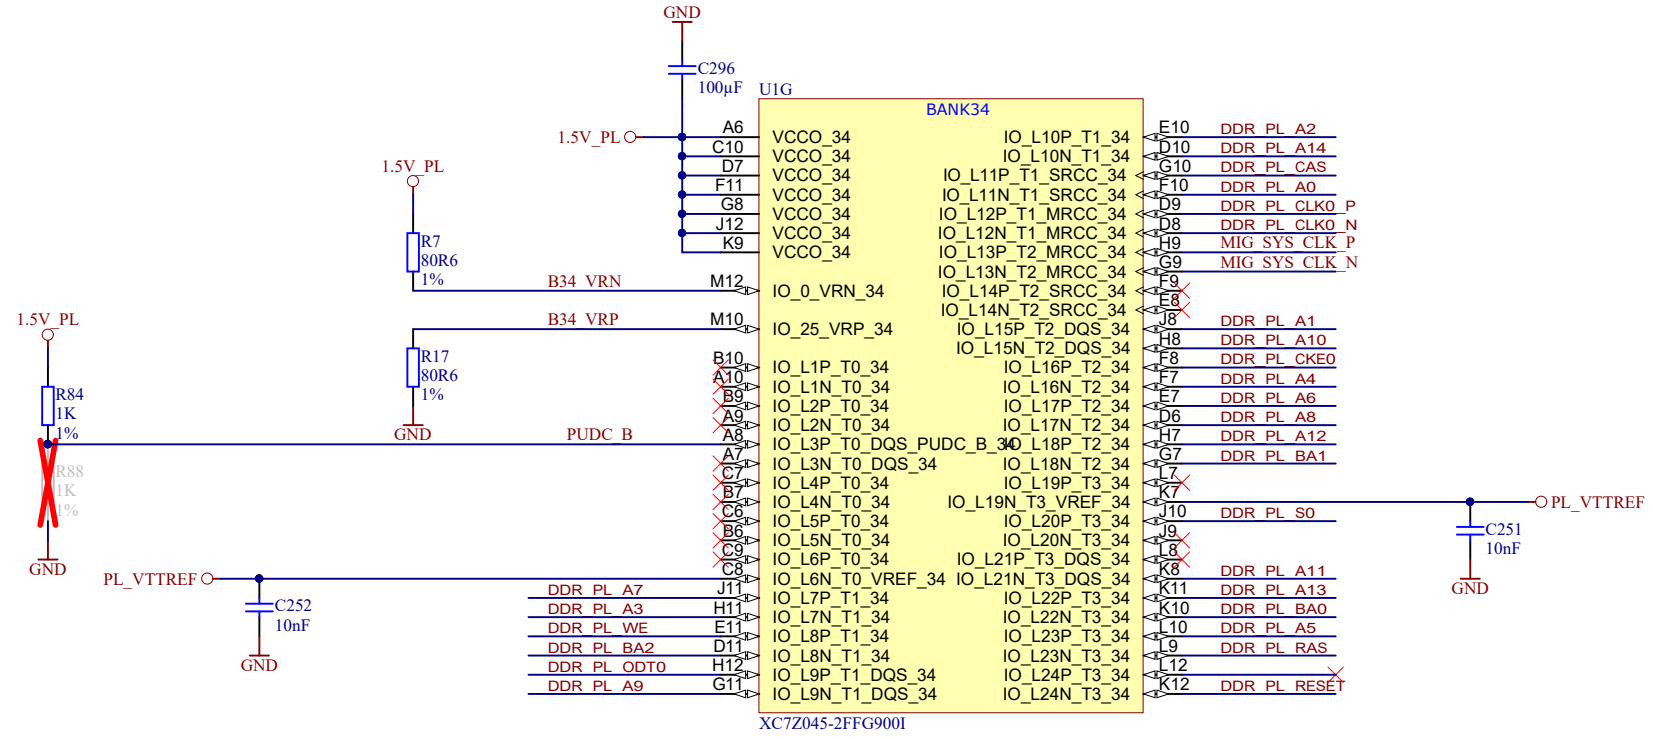 GND
C296
100µF
U1G
BANK34
1.5V_PL
A6 VCCO_34
C10 VCCO_34
D7 VCCO_34
F11 VCCO_34
G8 VCCO_34
J12 VCCO_34
K9 VCCO_34
1.5V_PL
R7
80R6
1%
B34_VRN M12 IO_0_VRN_34
B34_VRP M10 IO_25_VRP_34
R17
80R6
1%
GND
1.5V_PL
R84
1K
1%
R88
1K
1%
GND
B10 IO_L1P_T0_34
A10 IO_L1N_T0_34
B9 IO_L2P_T0_34
A9 IO_L2N_T0_34
PUDC_B A8 IO_L3P_T0_DQS_PUDC_B_34
A7 IO_L3N_T0_DQS_34
C7 IO_L4P_T0_34
B7 IO_L4N_T0_34
C6 IO_L5P_T0_34
B6 IO_L5N_T0_34
C9 IO_L6P_T0_34
PL_VTTREF C8 IO_L6N_T0_VREF_34
C252
10nF
GND
DDR_PL_A7 J11 IO_L7P_T1_34
DDR_PL_A3 H11 IO_L7N_T1_34
DDR_PL_WE E11 IO_L8P_T1_34
DDR_PL_BA2 D11 IO_L8N_T1_34
DDR_PL_ODT0 H12 IO_L9P_T1_DQS_34
DDR_PL_A9 G11 IO_L9N_T1_DQS_34
IO_L10P_T1_34 E10 DDR_PL_A2
IO_L10N_T1_34 D10 DDR_PL_A14
IO_L11P_T1_SRCC_34 G10 DDR_PL_CAS
IO_L11N_T1_SRCC_34 F10 DDR_PL_A0
IO_L12P_T1_MRCC_34 D9 DDR_PL_CLK0_P
IO_L12N_T1_MRCC_34 D8 DDR_PL_CLK0_N
IO_L13P_T2_MRCC_34 H9 MIG_SYS_CLK_P
IO_L13N_T2_MRCC_34 G9 MIG_SYS_CLK_N
IO_L14P_T2_SRCC_34 F9
IO_L14N_T2_SRCC_34 E8
IO_L15P_T2_DQS_34 J8 DDR_PL_A1
IO_L15N_T2_DQS_34 H8 DDR_PL_A10
IO_L16P_T2_34 F8 DDR_PL_CKE0
IO_L16N_T2_34 F7 DDR_PL_A4
IO_L17P_T2_34 E7 DDR_PL_A6
IO_L17N_T2_34 D6 DDR_PL_A8
IO_L18P_T2_34 H7 DDR_PL_A12
IO_L18N_T2_34 G7 DDR_PL_BA1
IO_L19P_T3_34 L7
IO_L19N_T3_VREF_34 K7 PL_VTTREF
IO_L20P_T3_34 J10 DDR_PL_S0
IO_L20N_T3_34 J9
C251
10nF
GND
IO_L21P_T3_DQS_34 L8
IO_L21N_T3_DQS_34 K8 DDR_PL_A11
IO_L22P_T3_34 K11 DDR_PL_A13
IO_L22N_T3_34 K10 DDR_PL_BA0
IO_L23P_T3_34 L10 DDR_PL_A5
IO_L23N_T3_34 L9 DDR_PL_RAS
IO_L24P_T3_34 L12
IO_L24N_T3_34 K12 DDR_PL_RESET
XC7Z045-2FFG900I